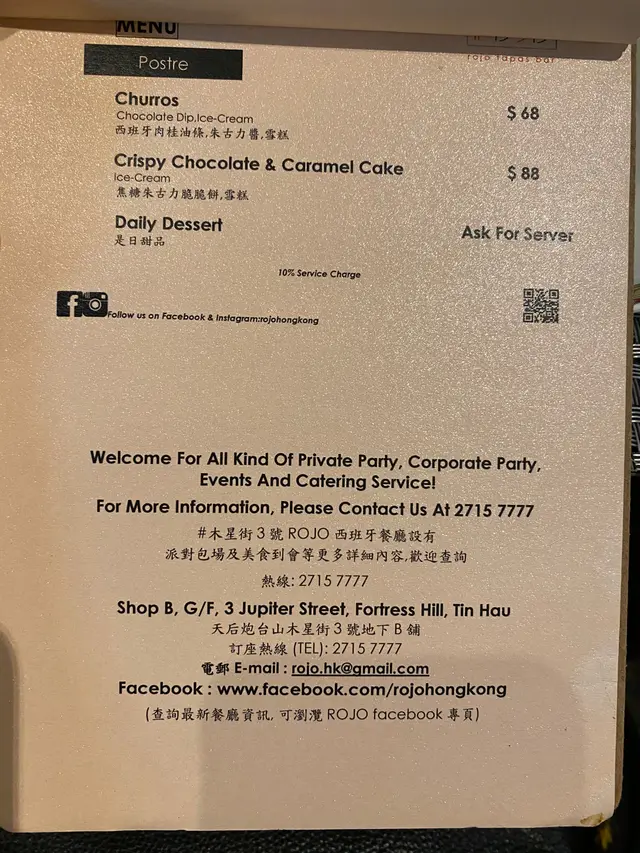 MENU
rojo tapas bar
Postre
Churros
Chocolate Dip,Ice-Cream
西班牙肉桂油條,朱古力醬,雪糕
$ 68
Crispy Chocolate & Caramel Cake
Ice-Cream
焦糖朱古力脆脆餅,雪糕
$ 88
Daily Dessert
是日甜品
Ask For Server
10% Service Charge
Follow us on Facebook & Instagram:rojohongkong
Welcome For All Kind Of Private Party, Corporate Party,
Events And Catering Service!
For More Information, Please Contact Us At 2715 7777
#木星街3號 ROJO 西班牙餐廳設有
派對包場及美食到會等更多詳細內容,歡迎查詢
熱線: 2715 7777
Shop B, G/F, 3 Jupiter Street, Fortress Hill, Tin Hau
天后炮台山木星街3號地下B舖
訂座熱線 (TEL): 2715 7777
電郵 E-mail : rojo.hk@gmail.com
Facebook : www.facebook.com/rojohongkong
(查詢最新餐廳資訊, 可瀏灠 ROJO facebook 專頁)